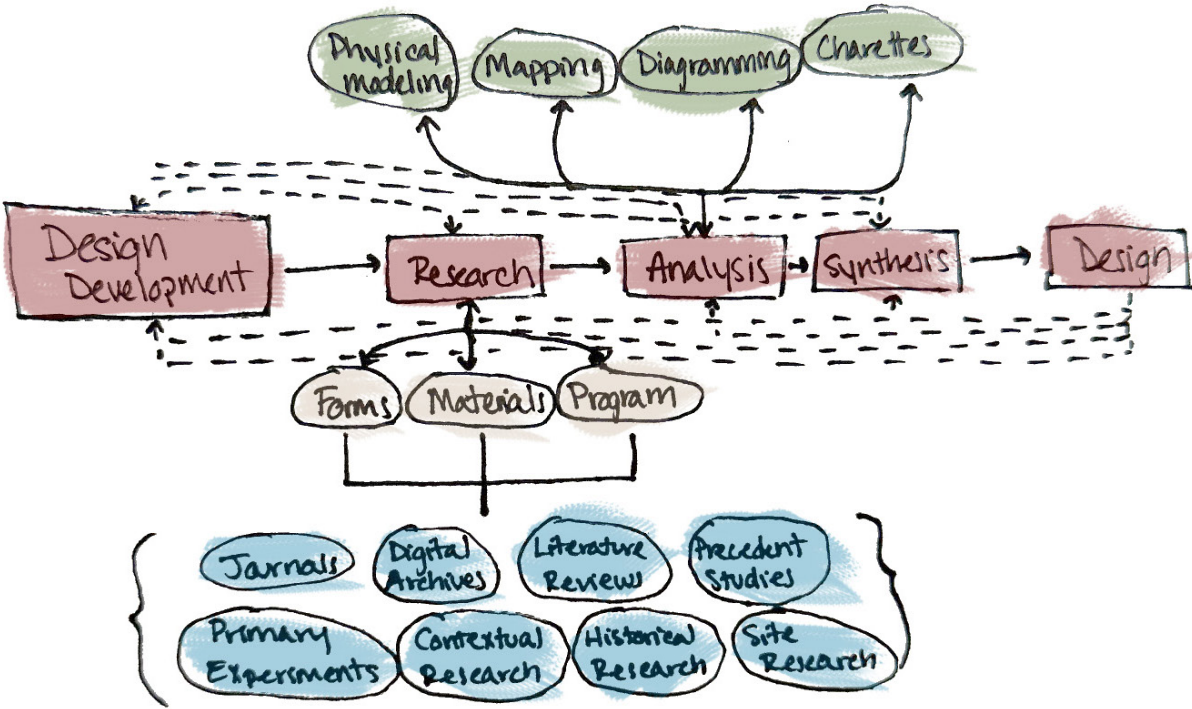 Physical
modeling
Mapping
Diagramming
Charettes
Design
Development
Research
Analysis
Synthesis
Design
Forms
Materials
Program
Journals
Digital
Archives
Literature
Reviews
Precedent
Studies
Primary
Experiments
Contextual
Research
Historical
Research
Site
Research